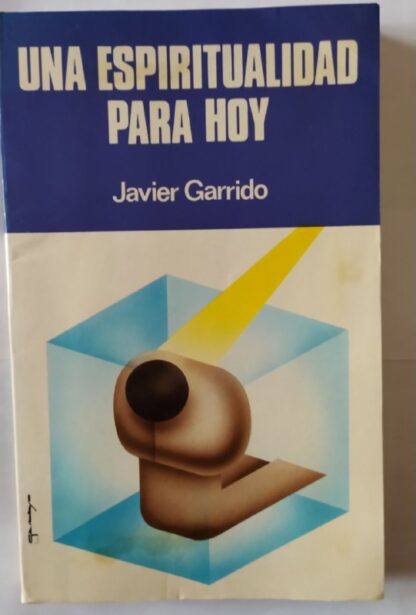 UNA ESPIRITUALIDAD
PARA HOY
Javier Garrido